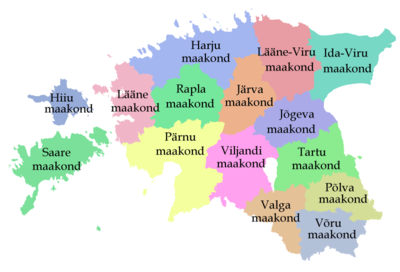 Harju
maakond
Lääne-Viru
maakond
Ida-Viru
maakond
Hiiu
maakond
Lääne
maakond
Rapla
maakond
Järva
maakond
Jõgeva
maakond
Saare
maakond
Pärnu
maakond
Viljandi
maakond
Tartu
maakond
Põlva
maakond
Valga
maakond
Võru
maakond